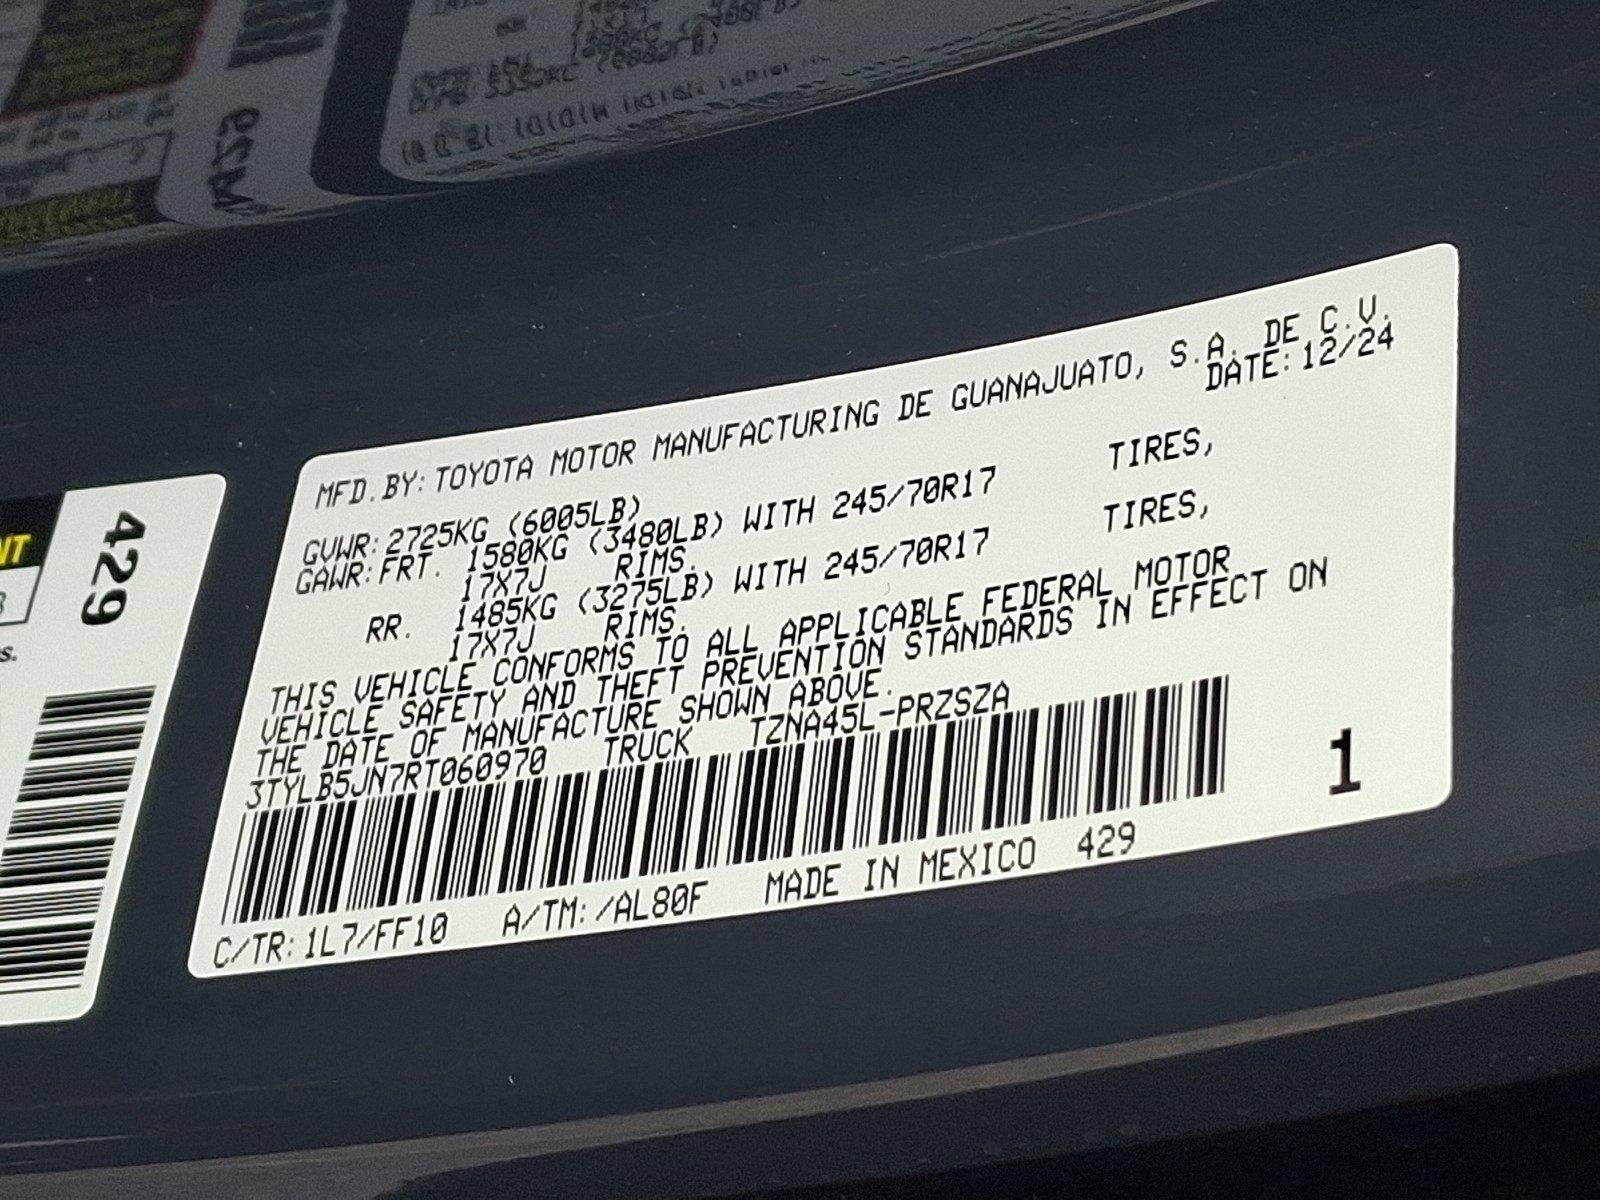 MFD.BY: TOYOTA MOTOR MANUFACTURING DE GUANAJUATO, S.A. DE C.V.
DATE: 12/24
GVWR: 2725KG (6005LB)
GAWR: FRT. 1580KG (3480LB) WITH 245/70R17 TIRES,
17X7J RIMS.
RR. 1485KG (3275LB) WITH 245/70R17 TIRES,
17X7J RIMS.
THIS VEHICLE CONFORMS TO ALL APPLICABLE FEDERAL MOTOR
VEHICLE SAFETY AND THEFT PREVENTION STANDARDS IN EFFECT ON
THE DATE OF MANUFACTURE SHOWN ABOVE.
3TYLB5JN7RT060970 TRUCK TZNA45L-PRZSZA
1
C/TR: 1L7/FF10 A/TM: /AL80F MADE IN MEXICO 429
NT
s.
429